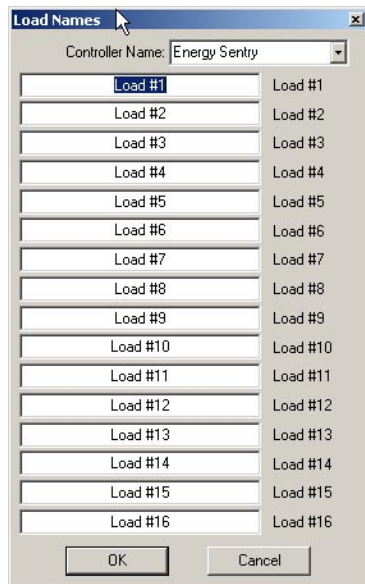 Load Names
Controller Name: Energy Sentry
Load #1 Load #1
Load #2 Load #2
Load #3 Load #3
Load #4 Load #4
Load #5 Load #5
Load #6 Load #6
Load #7 Load #7
Load #8 Load #8
Load #9 Load #9
Load #10 Load #10
Load #11 Load #11
Load #12 Load #12
Load #13 Load #13
Load #14 Load #14
Load #15 Load #15
Load #16 Load #16
OK Cancel